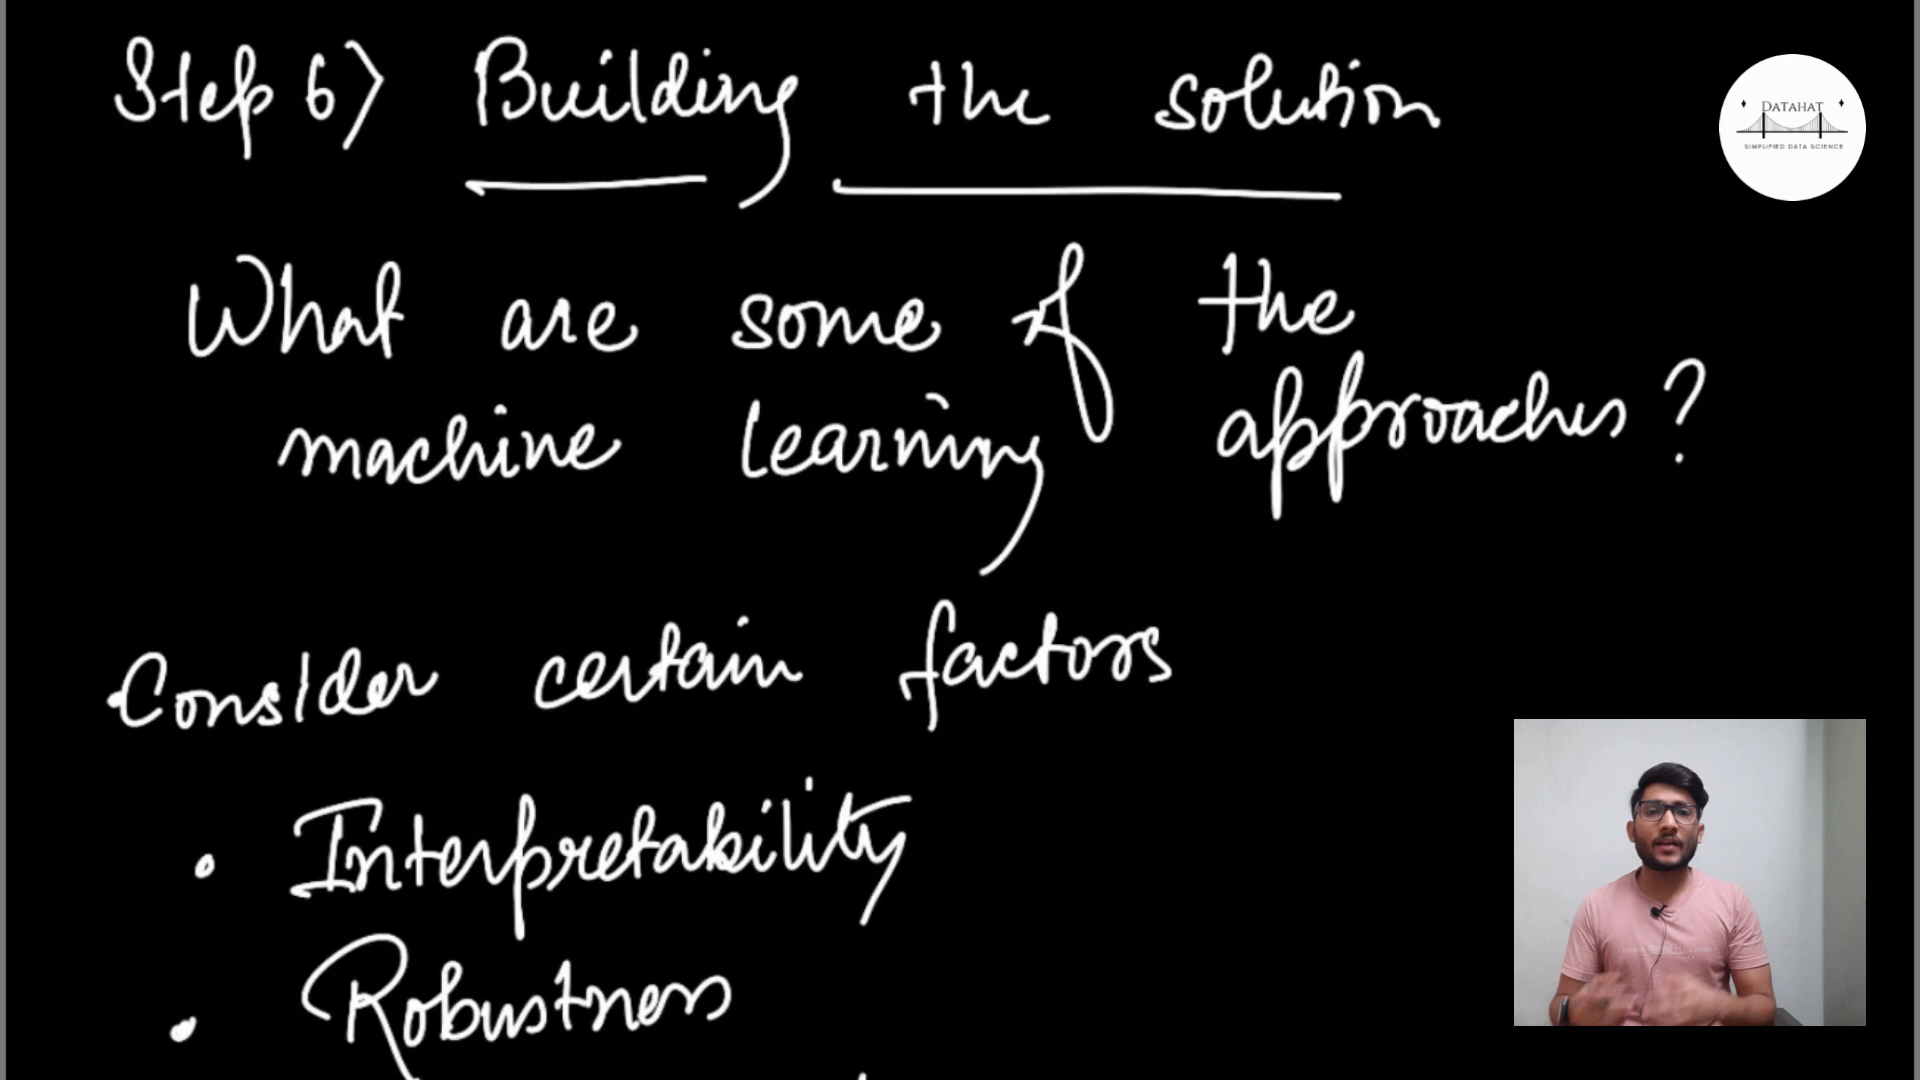 Step 6) Building the solution
What are some of the
machine learning approaches?
Consider certain factors
• Interpretability
• Robustness
DATAHAT
SIMPLIFIED DATA SCIENCE